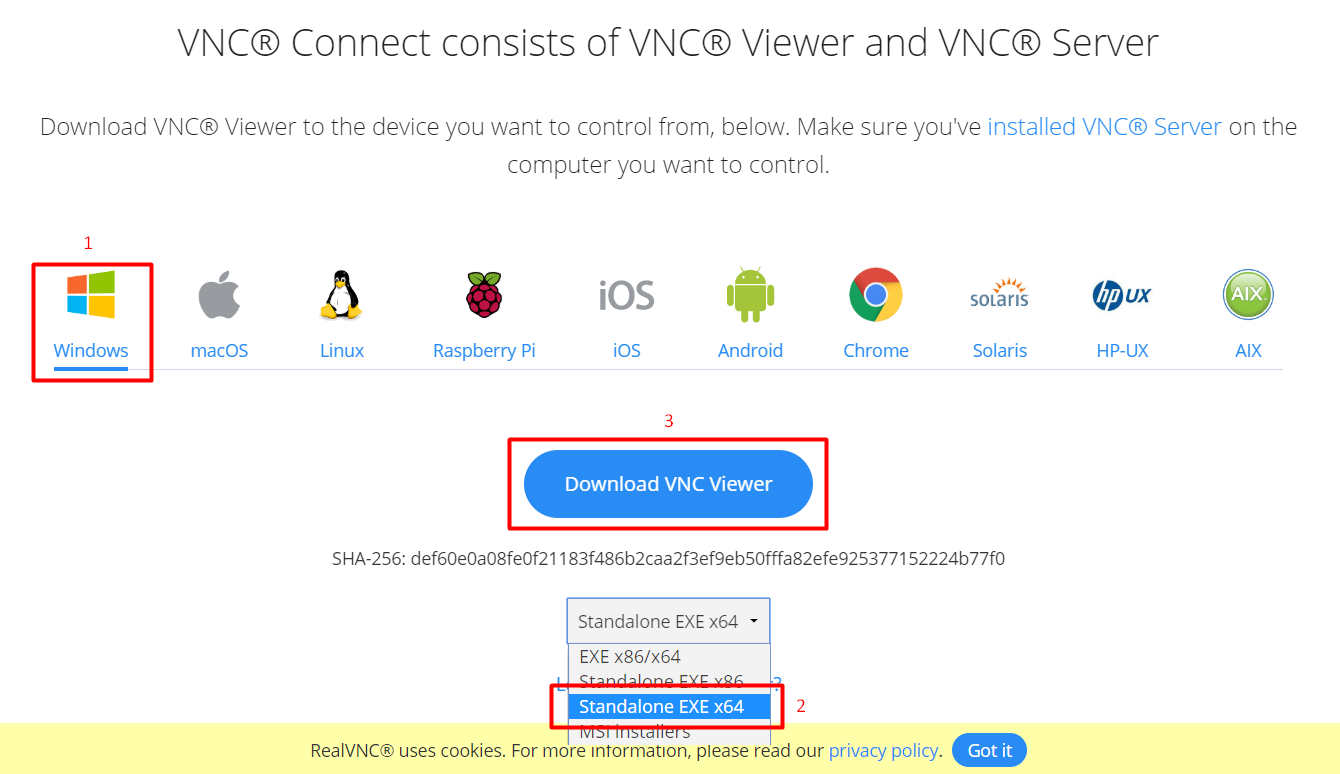 VNC® Connect consists of VNC® Viewer and VNC® Server
Download VNC® Viewer to the device you want to control from, below. Make sure you've installed VNC® Server on the
computer you want to control.
1
iOS
solaris
hp UX
AIX
Windows macOS Linux Raspberry Pi iOS Android Chrome Solaris HP-UX AIX
3
Download VNC Viewer
SHA-256: def60e0a08fe0f21183f486b2caa2f3ef9eb50fffa82efe925377152224b77f0
Standalone EXE x64
EXE x86/x64
Standalone EXE x86
Standalone EXE x64
2
MSI installers
RealVNC® uses cookies. For more information, please read our privacy policy. Got it